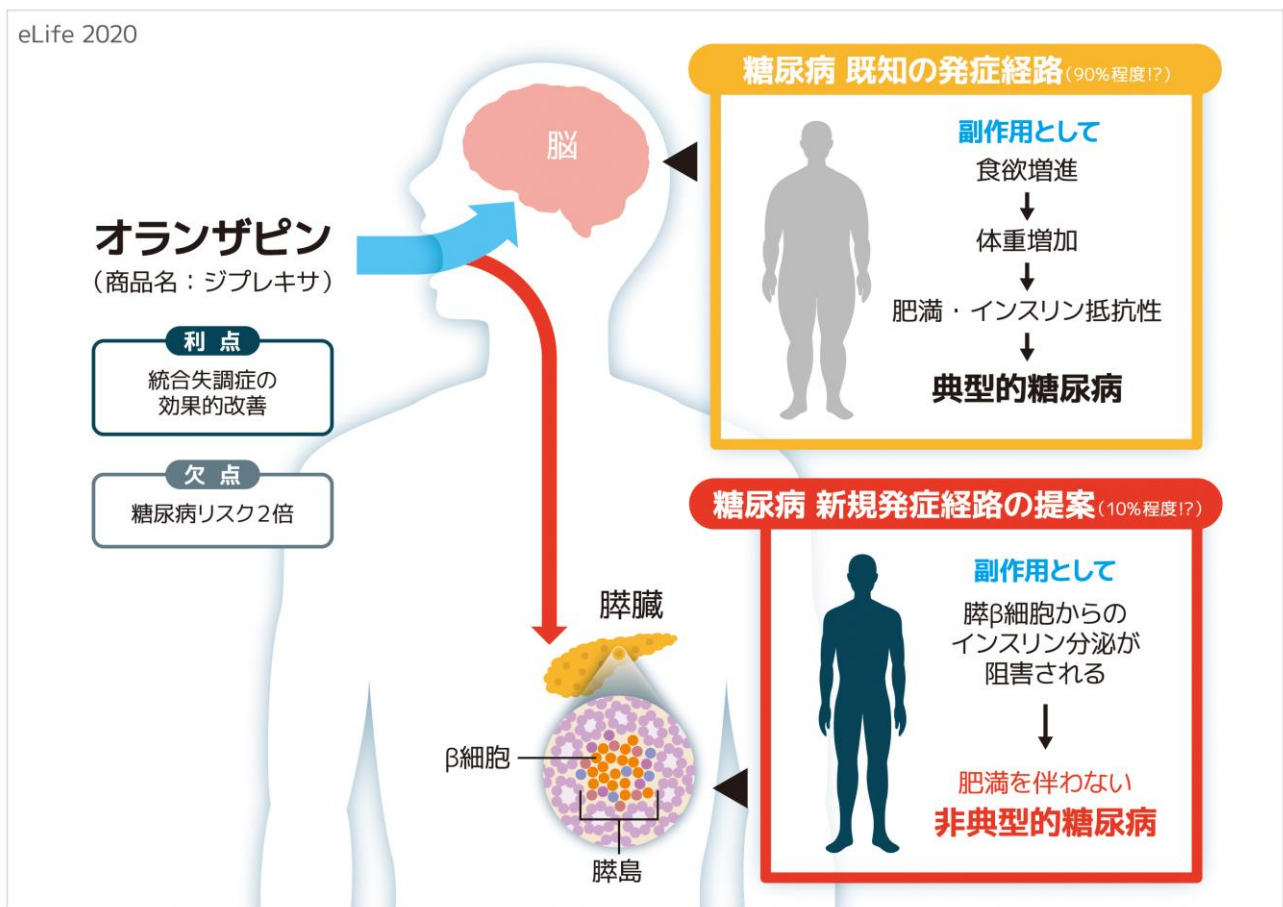 eLife 2020
糖尿病 既知の発症経路(90%程度!?)
副作用として
食欲増進
体重増加
肥満・インスリン抵抗性
典型的糖尿病
脳
オランザピン
(商品名:ジプレキサ)
利点
統合失調症の
効果的改善
欠点
糖尿病リスク2倍
糖尿病 新規発症経路の提案(10%程度!?)
副作用として
膵β細胞からの
インスリン分泌が
阻害される
肥満を伴わない
非典型的糖尿病
膵臓
β細胞
膵島